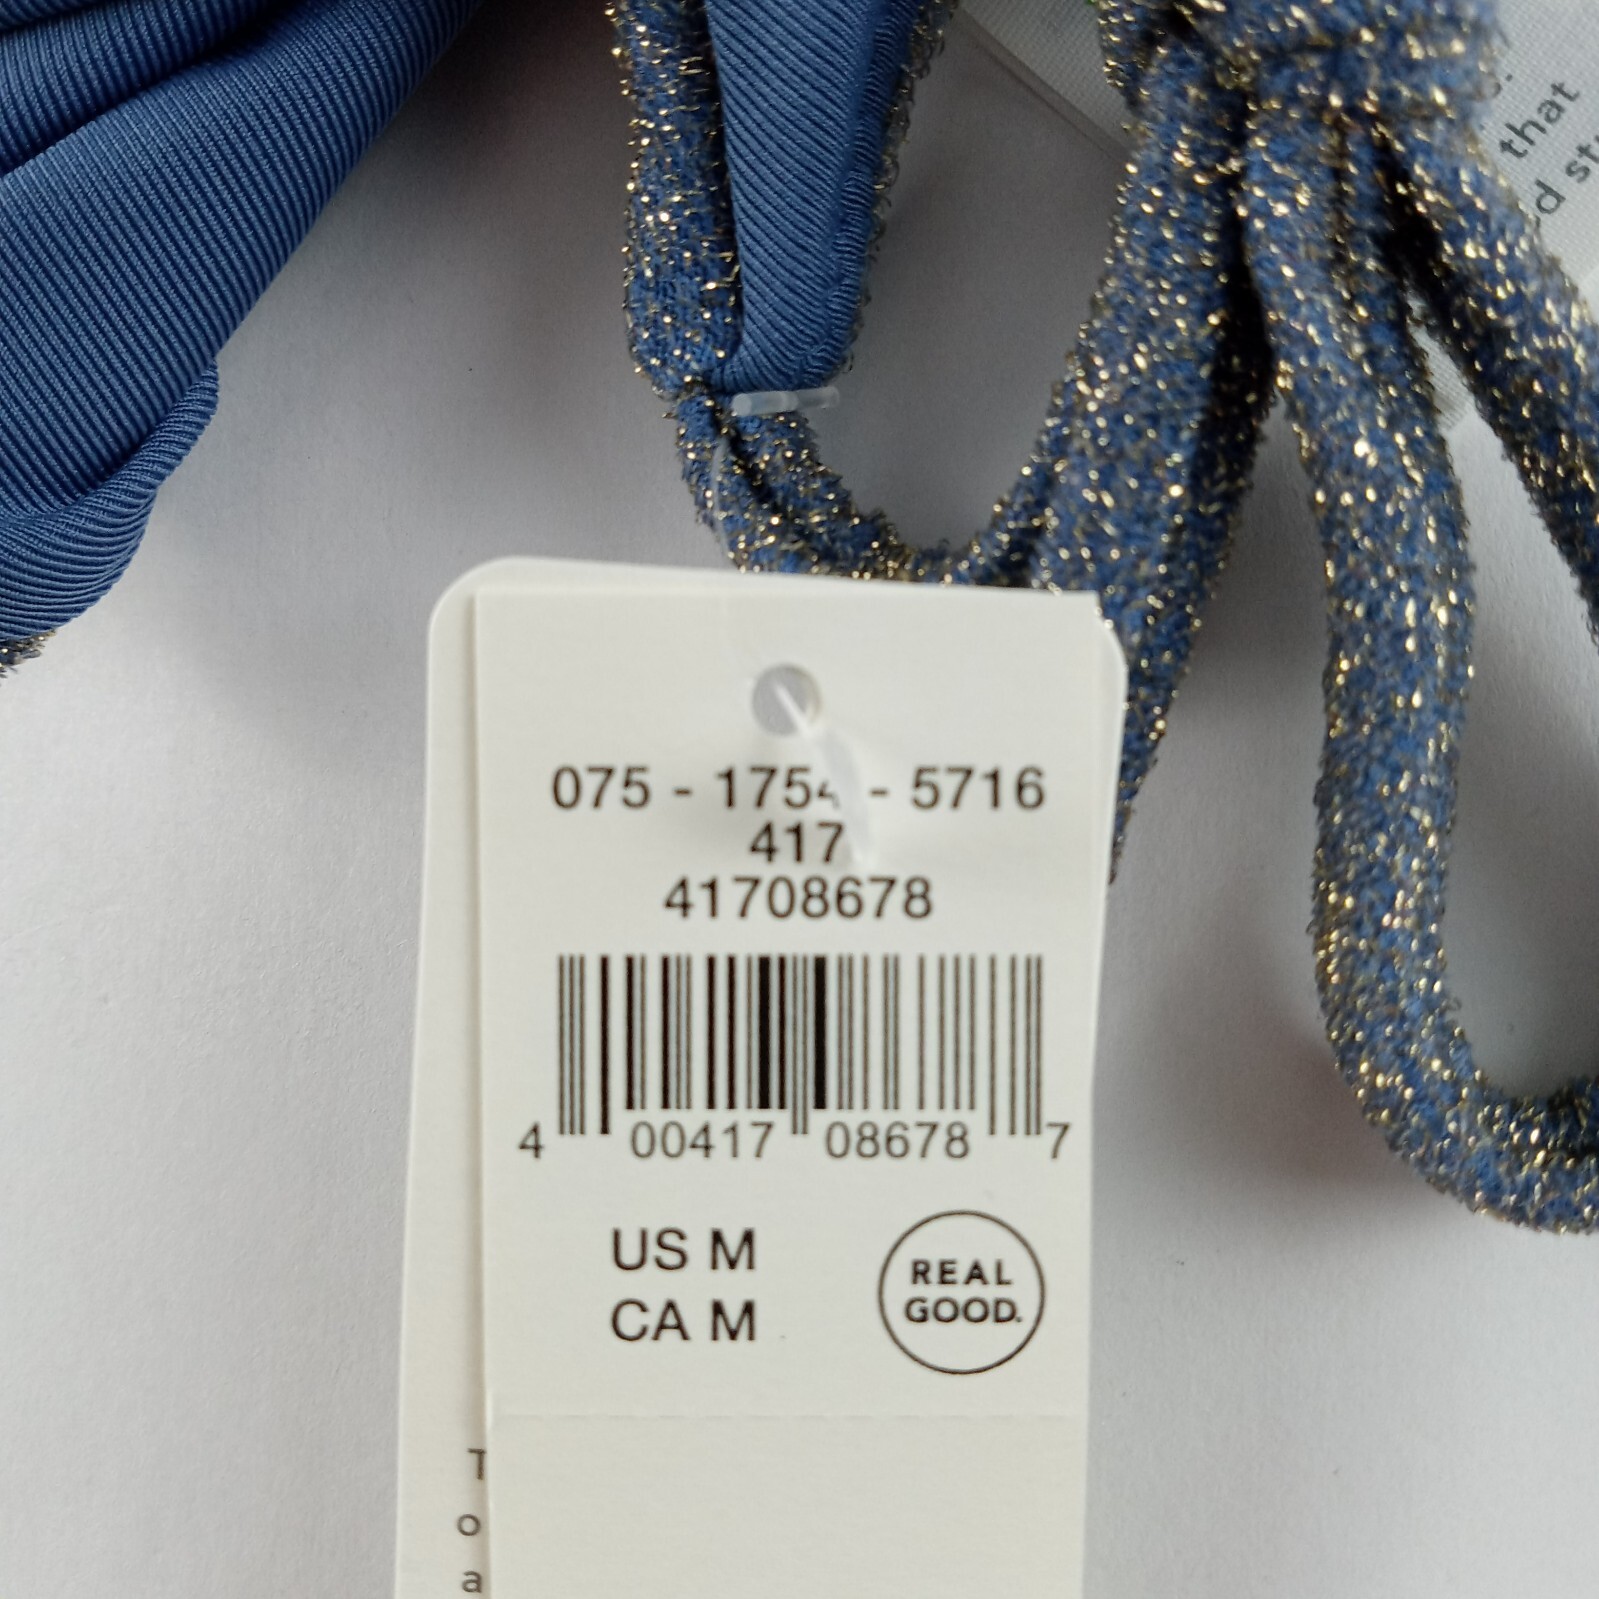 that
075 - 1754 - 5716
417
41708678
4 00417 08678 7
US M
CA M
REAL
GOOD.